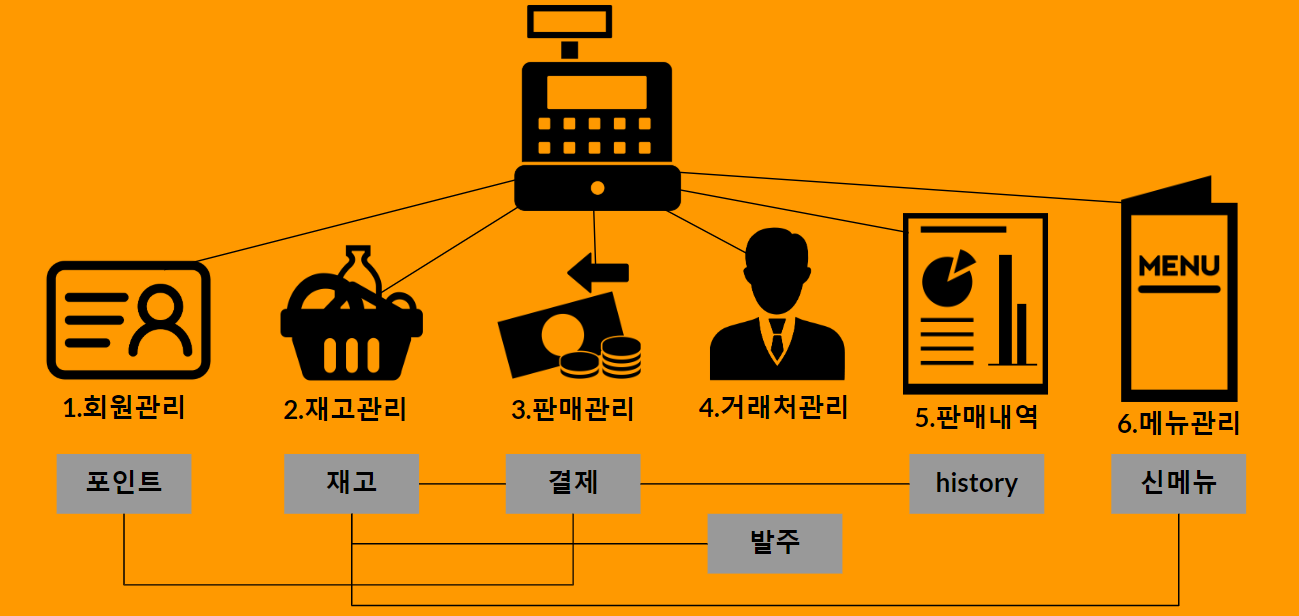 MENU
1.회원관리
2.재고관리
3.판매관리
4.거래처관리
5.판매내역
6.메뉴관리
포인트
재고
결제
history
신메뉴
발주